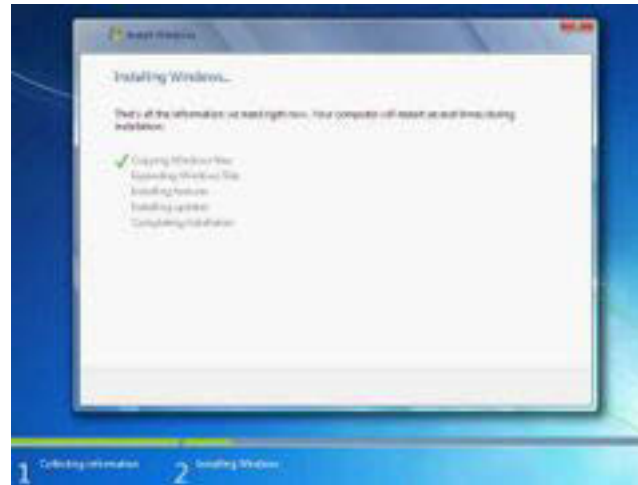 Install Windows
Installing Windows...
That's all the information we need right now. Your computer will restart several times during
installation.
Copying Windows files
Expanding Windows files
Installing features
Installing updates
Completing installation
1 Collecting information
2 Installing Windows